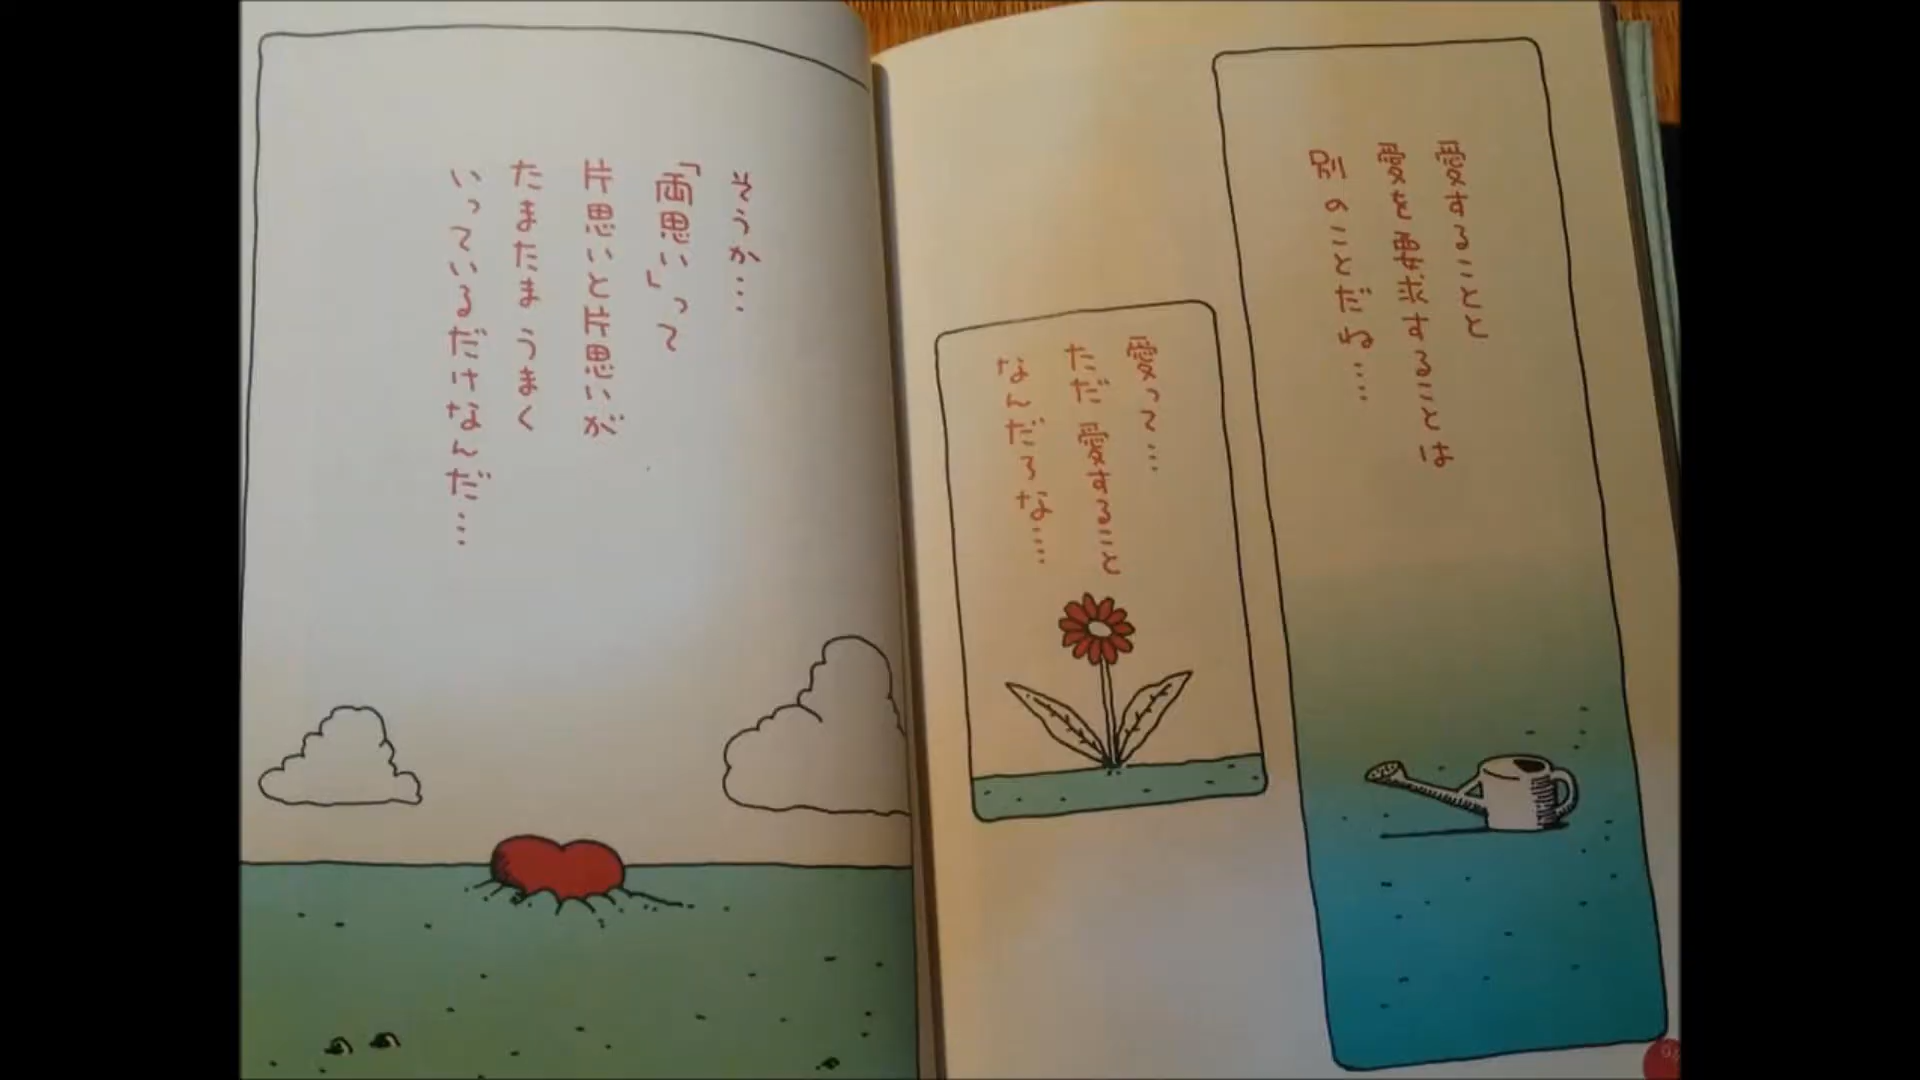 愛することと
愛を要求することは
別のことだね‥‥
愛って‥‥
ただ 愛すること
なんだろな‥‥
そうか‥‥
「両思い」って
片思いと片思いが
たまたま うまく
いっているだけなんだ‥‥